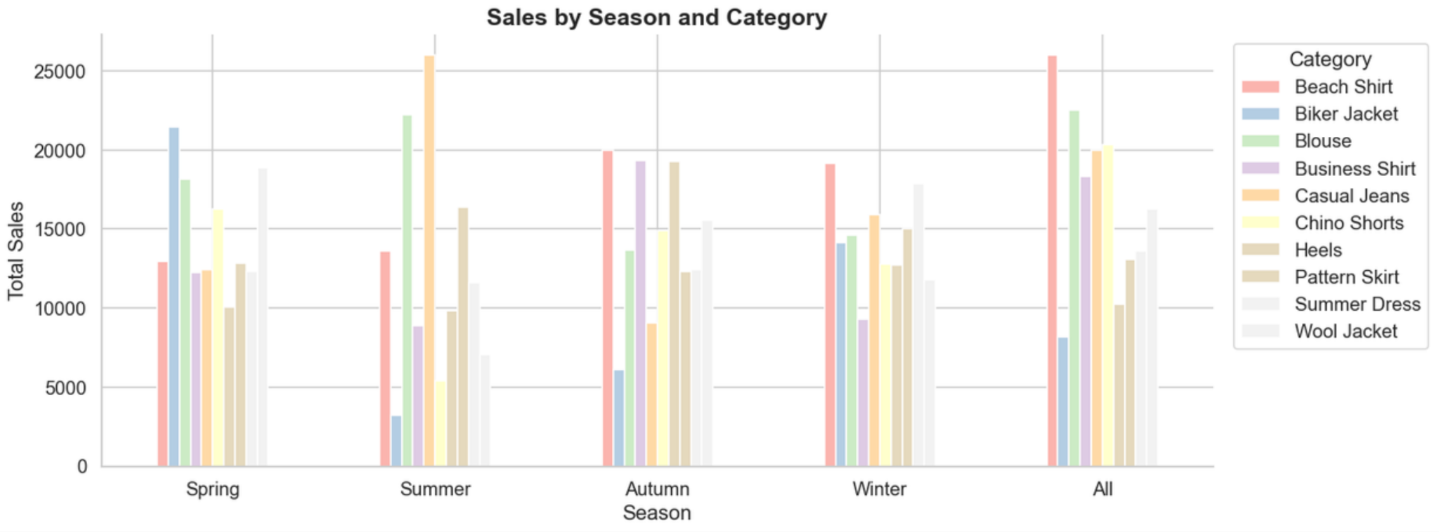 Sales by Season and Category
Total Sales
25000
20000
15000
10000
5000
0
Spring
Summer
Autumn
Winter
All
Season
Category
Beach Shirt
Biker Jacket
Blouse
Business Shirt
Casual Jeans
Chino Shorts
Heels
Pattern Skirt
Summer Dress
Wool Jacket